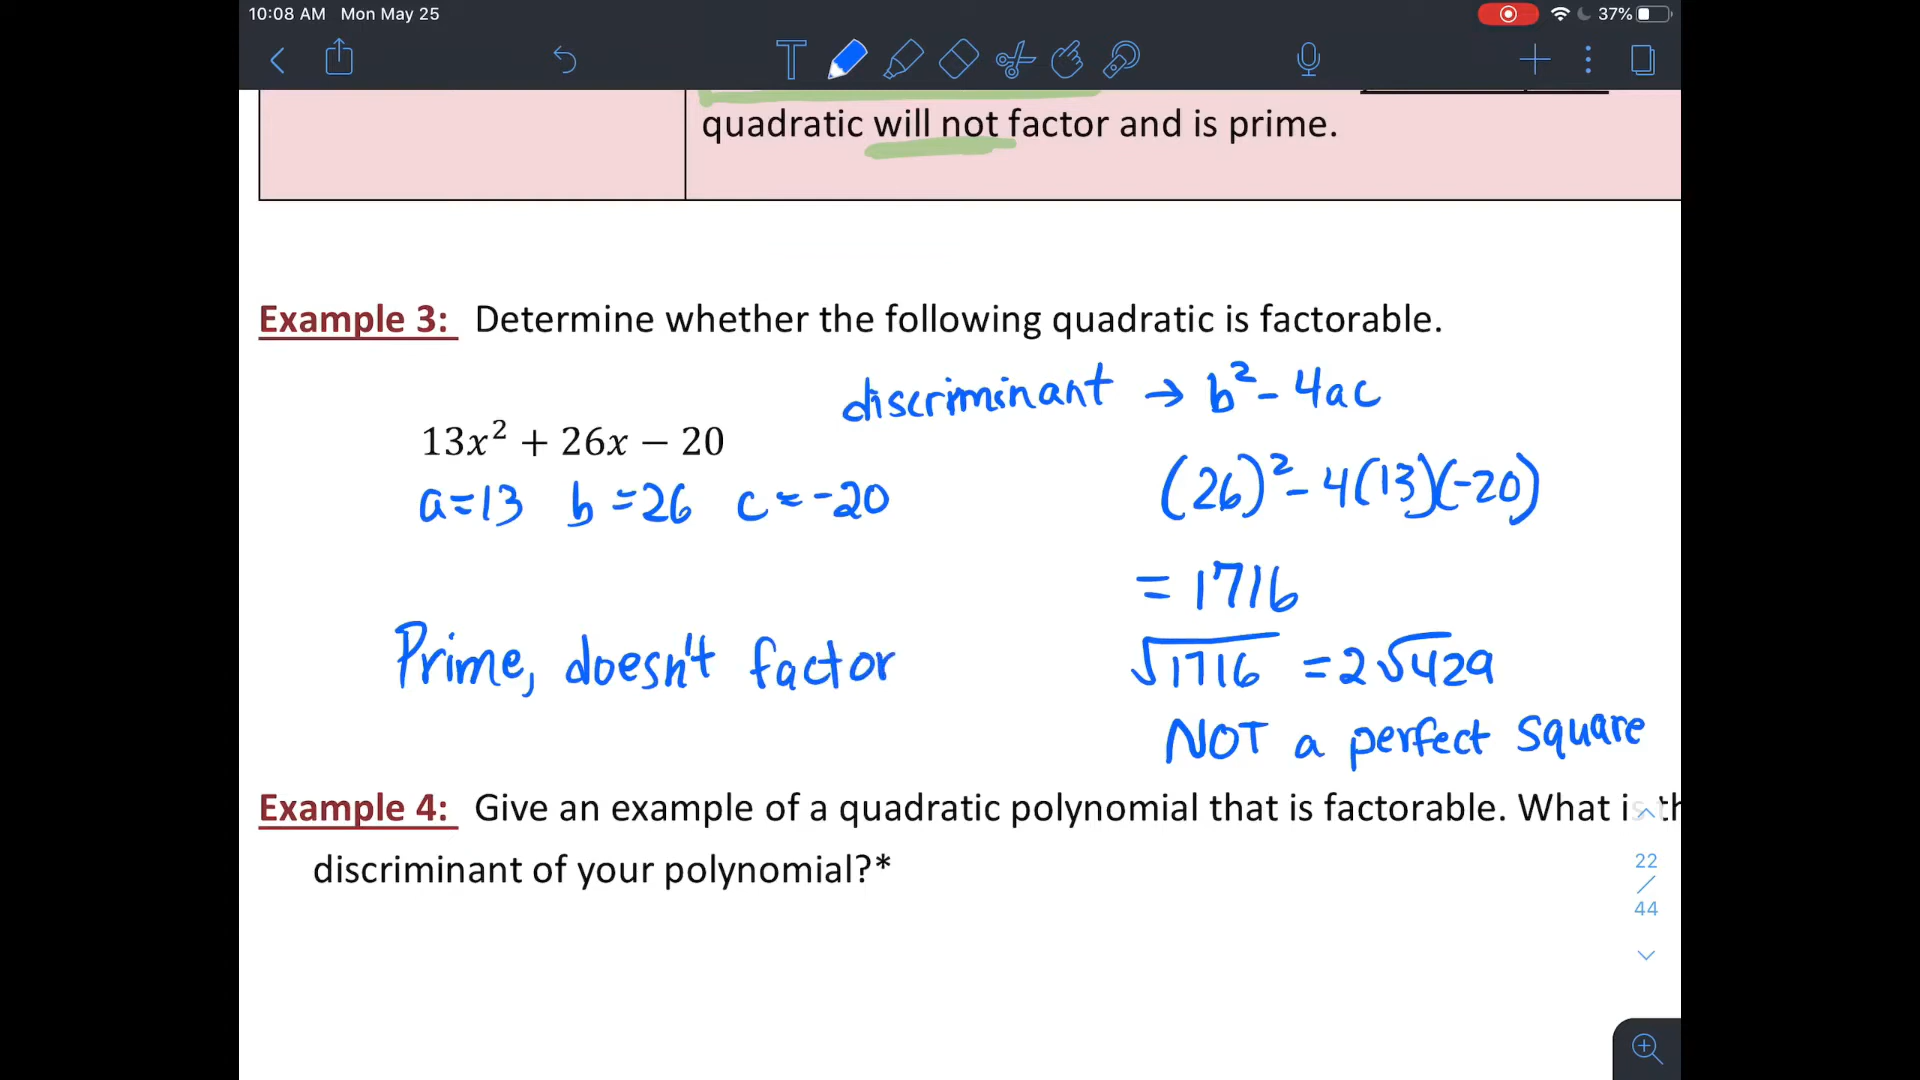 10:08 AM Mon May 25
37%
quadratic will not factor and is prime.
Example 3: Determine whether the following quadratic is factorable.
discriminant → b² - 4ac
13x² + 26x − 20
a=13 b=26 c=-20
(26)² - 4(13)(-20)
= 1716
Prime, doesn't factor
√1716 = 2√429
NOT a perfect square
Example 4: Give an example of a quadratic polynomial that is factorable. What is th
discriminant of your polynomial?*
22
/
44